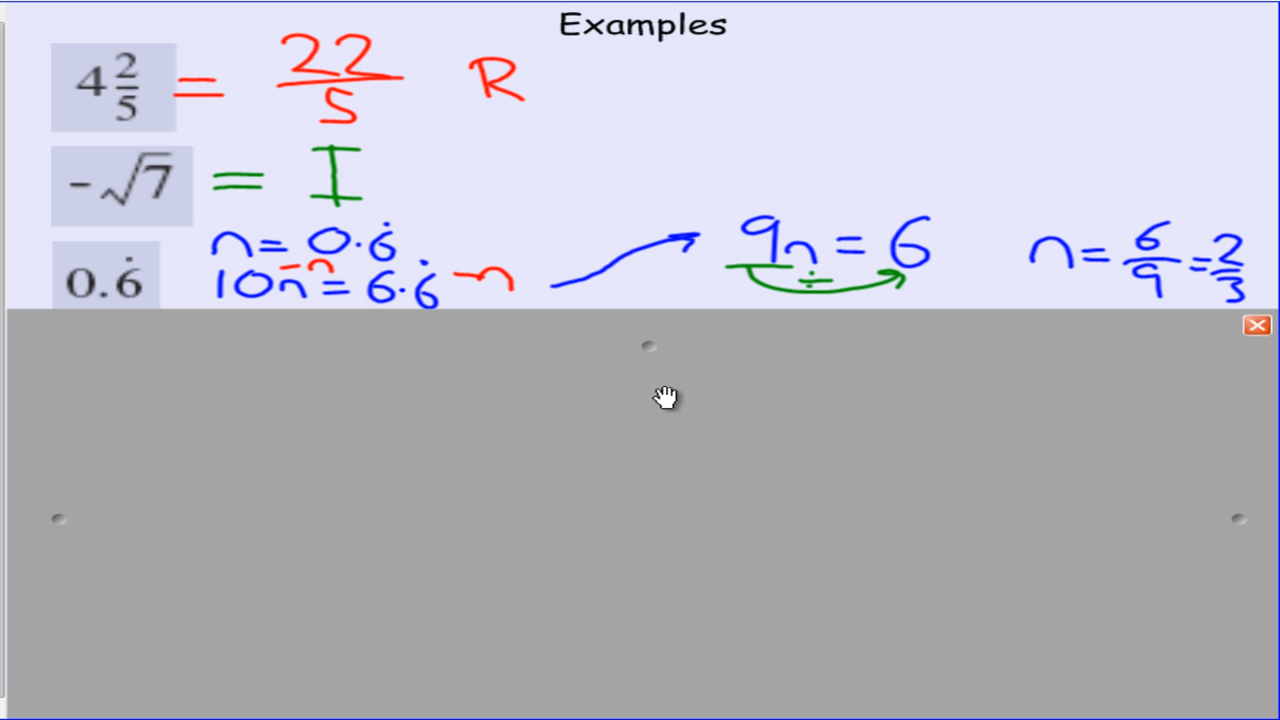 Examples
4 2/5 = 22/5 R
-√7 = I
0.6̇
n = 0.6̇
10n = 6.6̇
-n -n
9n = 6
÷
n = 6/9 = 2/3